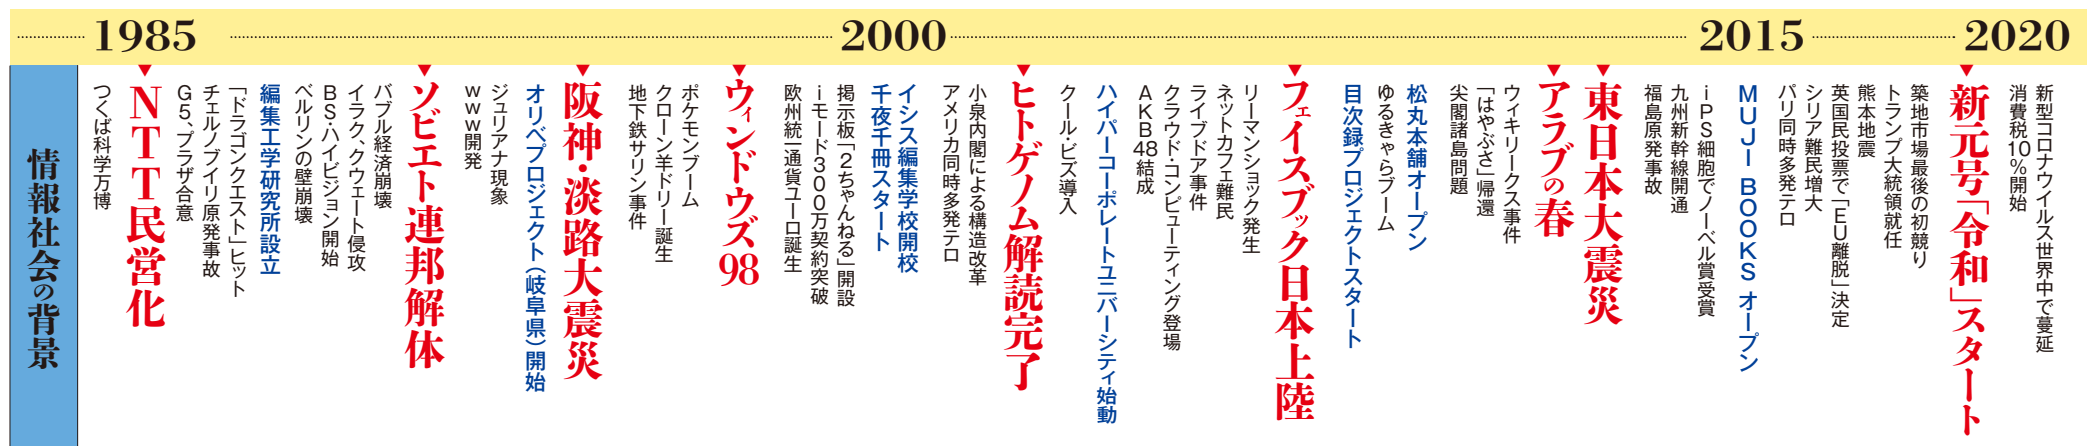 1985
2000
2015
2020
情報社会の背景
つくば科学万博
NTT民営化
G5、プラザ合意
チェルノブイリ原発事故
「ドラゴンクエスト」ヒット
編集工学研究所設立
ベルリンの壁崩壊
BS・ハイビジョン開始
イラク、クウェート侵攻
バブル経済崩壊
ソビエト連邦解体
www開発
ジュリアナ現象
オリベプロジェクト（岐阜県）開始
阪神・淡路大震災
地下鉄サリン事件
クローン羊ドリー誕生
ポケモンブーム
ウィンドウズ98
欧州統一通貨ユーロ誕生
iモード300万契約突破
掲示板「2ちゃんねる」開設
千夜千冊スタート
イシス編集学校開校
アメリカ同時多発テロ
小泉内閣による構造改革
ヒトゲノム解読完了
クール・ビズ導入
ハイパーコーポレートユニバーシティ始動
AKB48結成
クラウド・コンピューティング登場
ライブドア事件
ネットカフェ難民
リーマンショック発生
フェイスブック日本上陸
目次録プロジェクトスタート
ゆるきゃらブーム
松丸本舗オープン
尖閣諸島問題
「はやぶさ」帰還
ウィキリークス事件
アラブの春
東日本大震災
福島原発事故
九州新幹線開通
iPS細胞でノーベル賞受賞
MUJI BOOKS オープン
パリ同時多発テロ
シリア難民増大
英国民投票で「EU離脱」決定
熊本地震
トランプ大統領就任
築地市場最後の初競り
新元号「令和」スタート
消費税10%開始
新型コロナウイルス世界中で蔓延